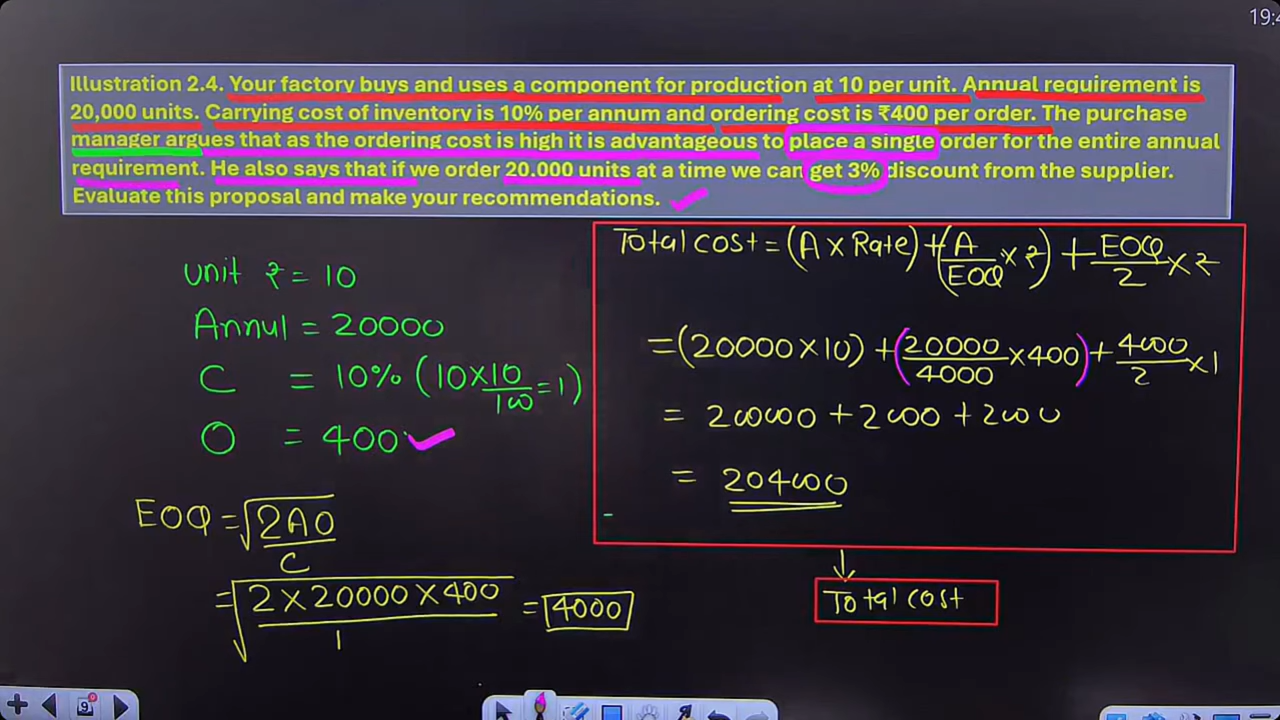 19:4
Illustration 2.4. Your factory buys and uses a component for production at 10 per unit. Annual requirement is
20,000 units. Carrying cost of inventory is 10% per annum and ordering cost is ₹400 per order. The purchase
manager argues that as the ordering cost is high it is advantageous to place a single order for the entire annual
requirement. He also says that if we order 20.000 units at a time we can get 3% discount from the supplier.
Evaluate this proposal and make your recommendations.
unit ₹ = 10
Annul = 20000
C = 10% (10×10/100=1)
O = 400
EOQ = √2AO/C
= √2×20000×400/1 = 4000
Total cost = (A × Rate) + (A/EOQ × ₹) + EOQ/2 × ₹
= (20000×10) + (20000/4000 ×400) + 4000/2 ×1
= 200000 + 2000 + 2000
= 204000
Total cost
9